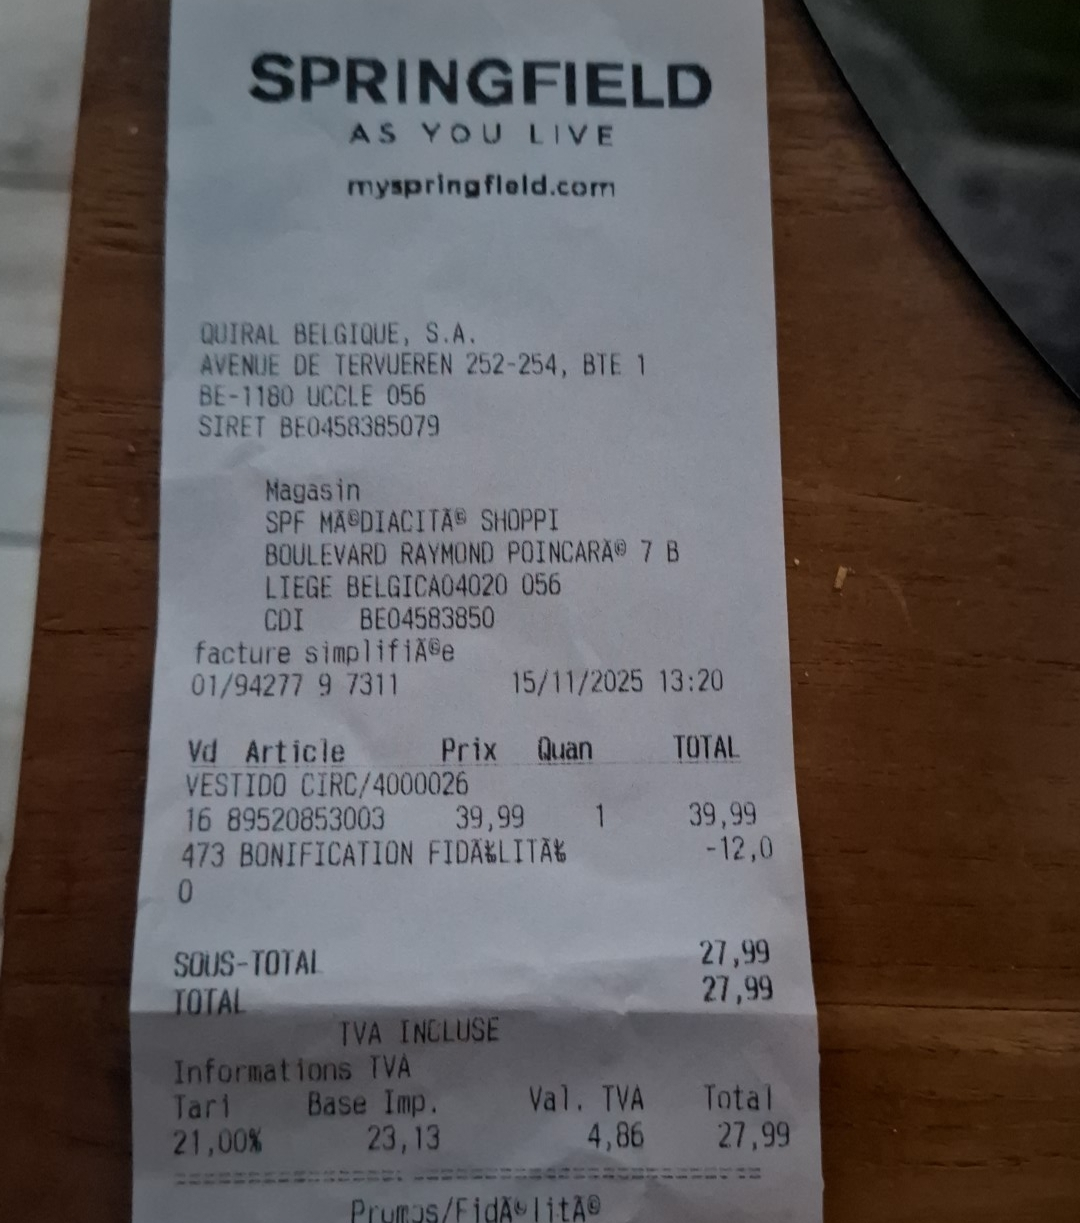 SPRINGFIELD
AS YOU LIVE
myspringfield.com
QUIRAL BELGIQUE, S.A.
AVENUE DE TERVUEREN 252-254, BTE 1
BE-1180 UCCLE 056
SIRET BE0458385079
Magasin
SPF MÃ©DIACITÃ© SHOPPI
BOULEVARD RAYMOND POINCARÃ© 7 B
LIEGE BELGICA04020 056
CDI BE04583850
facture simplifiÃ©e
01/94277 9 7311 15/11/2025 13:20
Vd Article Prix Quan TOTAL
VESTIDO CIRC/4000026
16 89520853003 39,99 1 39,99
473 BONIFICATION FIDÃ‰LITÃ‰ -12,0
0
SOUS-TOTAL 27,99
TOTAL 27,99
TVA INCLUSE
Informations TVA
Tari Base Imp. Val. TVA Total
21,00% 23,13 4,86 27,99
Promos/FidÃ©litÃ©